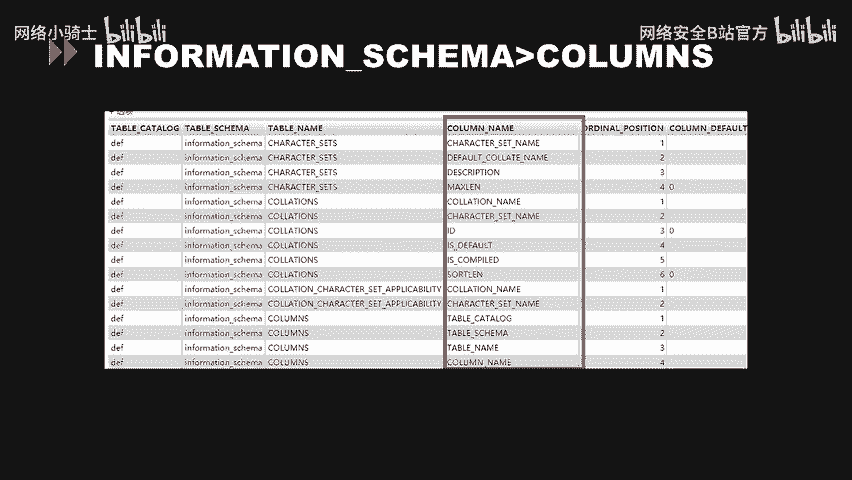 网络小骑士 bilibili 网络安全B站官方 bilibili
INFORMATION_SCHEMA>COLUMNS
TABLE_CATALOG TABLE_SCHEMA TABLE_NAME COLUMN_NAME ORDINAL_POSITION COLUMN_DEFAULT
def information_schema CHARACTER_SETS CHARACTER_SET_NAME 1
def information_schema CHARACTER_SETS DEFAULT_COLLATE_NAME 2
def information_schema CHARACTER_SETS DESCRIPTION 3
def information_schema CHARACTER_SETS MAXLEN 4 0
def information_schema COLLATIONS COLLATION_NAME 1
def information_schema COLLATIONS CHARACTER_SET_NAME 2
def information_schema COLLATIONS ID 3 0
def information_schema COLLATIONS IS_DEFAULT 4
def information_schema COLLATIONS IS_COMPILED 5
def information_schema COLLATIONS SORTLEN 6 0
def information_schema COLLATION_CHARACTER_SET_APPLICABILITY COLLATION_NAME 1
def information_schema COLLATION_CHARACTER_SET_APPLICABILITY CHARACTER_SET_NAME 2
def information_schema COLUMNS TABLE_CATALOG 1
def information_schema COLUMNS TABLE_SCHEMA 2
def information_schema COLUMNS TABLE_NAME 3
def information_schema COLUMNS COLUMN_NAME 4